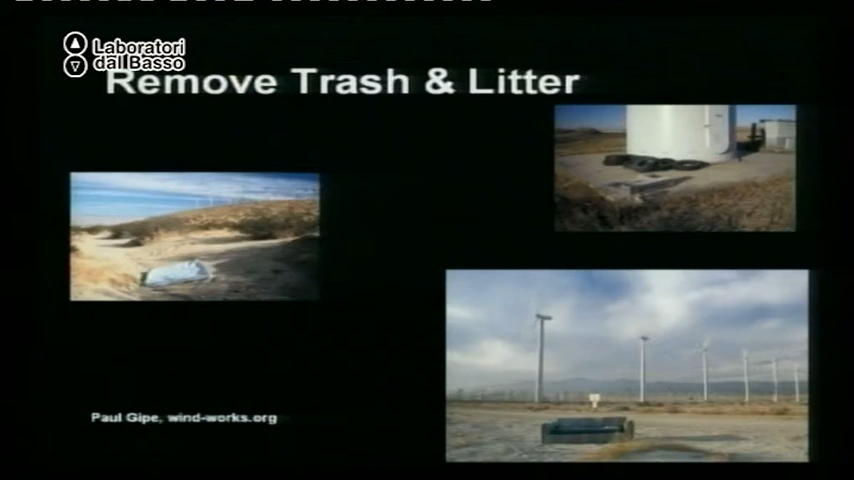 Laboratori
dal Basso
Remove Trash & Litter
Paul Gipe, wind-works.org